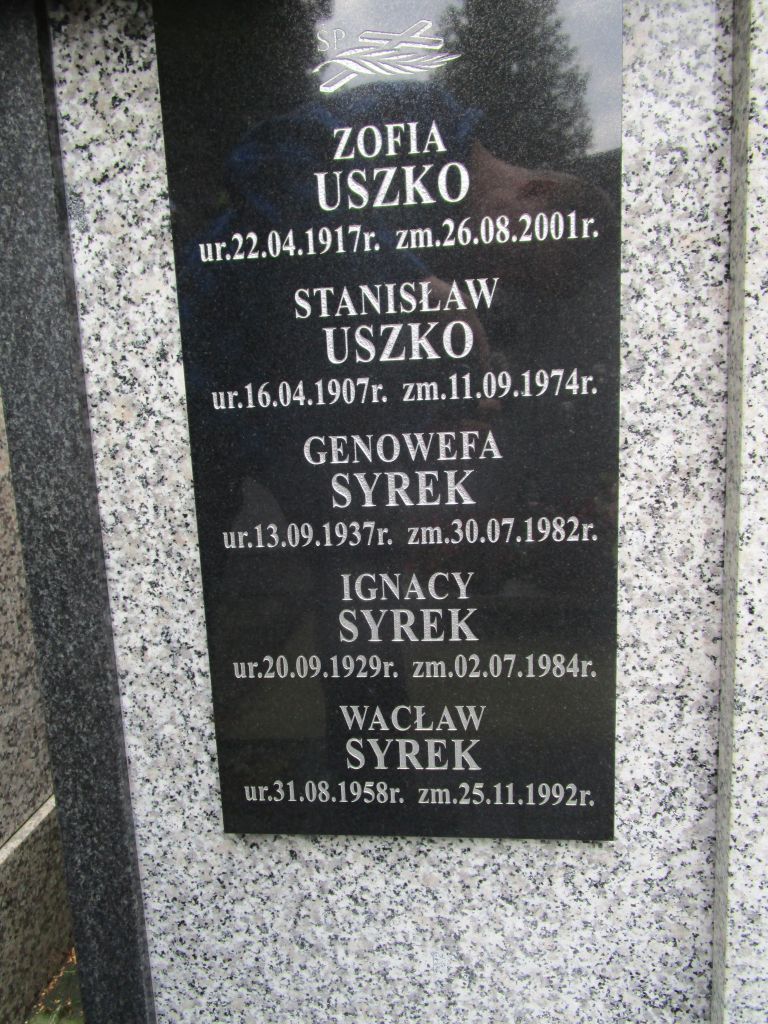 ŚP
ZOFIA
USZKO
ur.22.04.1917r. zm.26.08.2001r.
STANISŁAW
USZKO
ur.16.04.1907r. zm.11.09.1974r.
GENOWEFA
SYREK
ur.13.09.1937r. zm.30.07.1982r.
IGNACY
SYREK
ur.20.09.1929r. zm.02.07.1984r.
WACŁAW
SYREK
ur.31.08.1958r. zm.25.11.1992r.